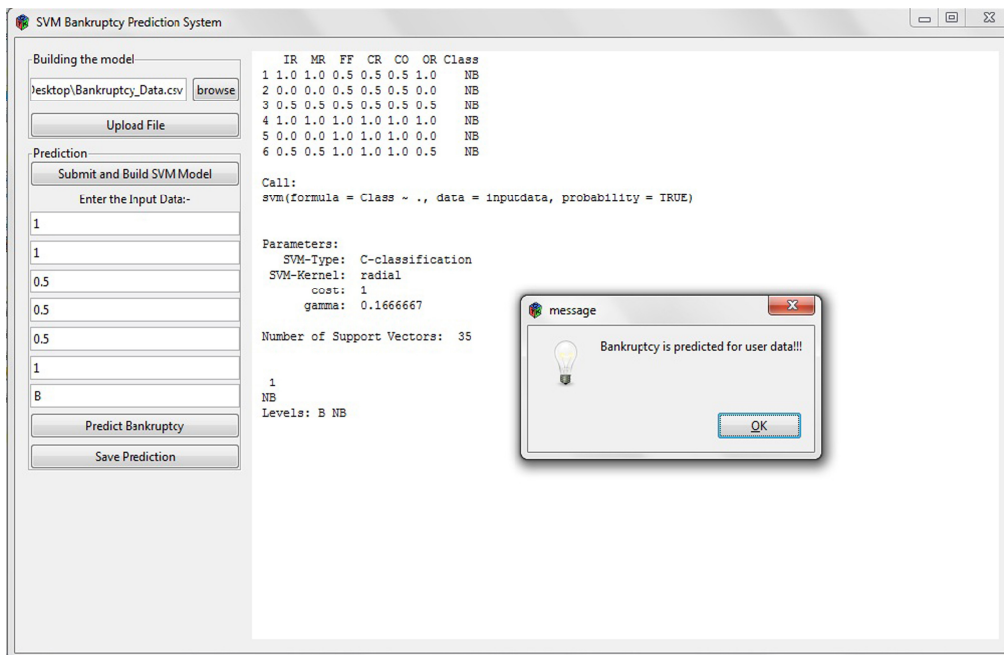 SVM Bankruptcy Prediction System
Building the model
)esktop\Bankruptcy_Data.csv browse
Upload File
Prediction
Submit and Build SVM Model
Enter the Input Data:-
1
1
0.5
0.5
0.5
1
B
Predict Bankruptcy
Save Prediction
IR MR FF CR CO OR Class
1 1.0 1.0 0.5 0.5 0.5 1.0 NB
2 0.0 0.0 0.5 0.5 0.5 0.0 NB
3 0.5 0.5 0.5 0.5 0.5 0.5 NB
4 1.0 1.0 1.0 1.0 1.0 1.0 NB
5 0.0 0.0 1.0 1.0 1.0 0.0 NB
6 0.5 0.5 1.0 1.0 1.0 0.5 NB
Call:
svm(formula = Class ~ ., data = inputdata, probability = TRUE)
Parameters:
SVM-Type: C-classification
SVM-Kernel: radial
cost: 1
gamma: 0.1666667
Number of Support Vectors: 35
1
NB
Levels: B NB
message
Bankruptcy is predicted for user data!!!
OK